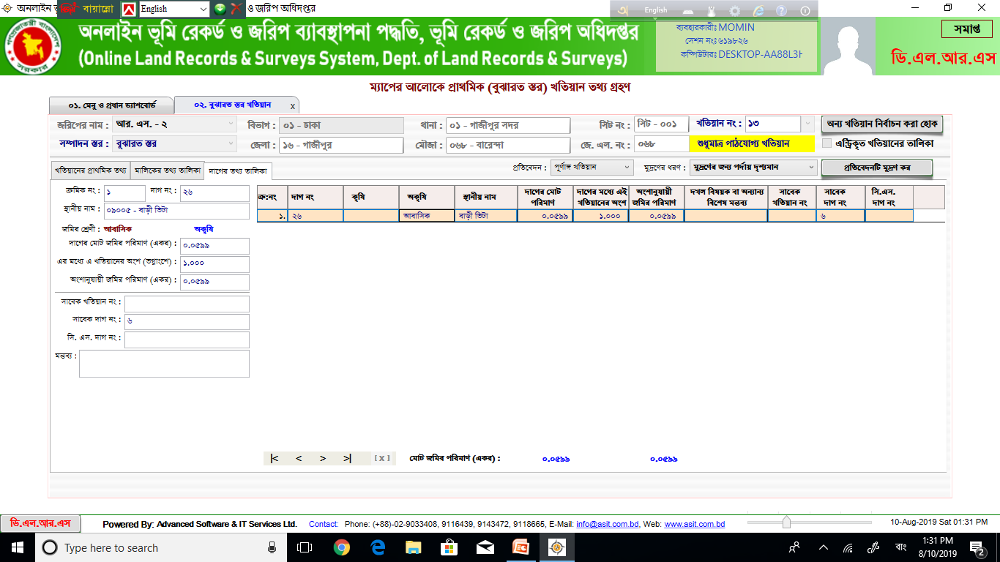 অনলাইন ভূ বায়ান্নো English ও জরিপ অধিদপ্তর
English
অনলাইন ভূমি রেকর্ড ও জরিপ ব্যাবস্থাপনা পদ্ধতি, ভূমি রেকর্ড ও জরিপ অধিদপ্তর
(Online Land Records & Surveys System, Dept. of Land Records & Surveys)
ব্যবহারকারীঃ MOMIN
সেশন নংঃ ৬১৯৮২৬
কম্পিউটারঃ DESKTOP-AA88L3H
সমাপ্ত
ডি.এল.আর.এস
ম্যাপের আলোকে প্রাথমিক (বুঝারত স্তর) খতিয়ান তথ্য গ্রহণ
০১. মেনু ও প্রধান ড্যাশবোর্ড ০২. বুঝারত স্তর খতিয়ান x
জরিপের নাম : আর. এস. - ২ বিভাগ : ০১ - ঢাকা থানা : ০১ - গাজীপুর সদর সিট নং : সিট - ০০১ খতিয়ান নং : ১৩ অন্য খতিয়ান নির্বাচন করা হোক
সম্পাদন স্তর : বুঝারত স্তর জেলা : ১৬ - গাজীপুর মৌজা : ০৬৮ - বারেন্দা জে. এল. নং : ০৬৮ শুধুমাত্র পাঠযোগ্য খতিয়ান এন্ট্রিকৃত খতিয়ানের তালিকা
খতিয়ানের প্রাথমিক তথ্য মালিকের তথ্য তালিকা দাগের তথ্য তালিকা প্রতিবেদন : পূর্ণাঙ্গ খতিয়ান মুদ্রণের ধরণ : মুদ্রণের জন্য পর্দায় দৃশ্যমান প্রতিবেদনটি মুদ্রণ কর
ক্রমিক নং : ১ দাগ নং : ২৬
স্থানীয় নাম : ০৯০০৫ - বাড়ী ভিটা
জমির শ্রেণী : আবাসিক অকৃষি
দাগের মোট জমির পরিমাণ (একর) : ০.০৫৯৯
এর মধ্যে এ খতিয়ানের অংশ (ভগ্নাংশে) : ১.০০০
অংশানুযায়ী জমির পরিমাণ (একর) : ০.০৫৯৯
সাবেক খতিয়ান নং :
সাবেক দাগ নং : ৬
সি. এস. দাগ নং :
মন্তব্য :
ক্র:নং দাগ নং কৃষি অকৃষি স্থানীয় নাম দাগের মোট পরিমাণ দাগের মধ্যে এই খতিয়ানের অংশ অংশানুযায়ী জমির পরিমাণ দখল বিষয়ক বা অন্যান্য বিশেষ মন্তব্য সাবেক খতিয়ান নং সাবেক দাগ নং সি.এস. দাগ নং
১. ২৬ আবাসিক বাড়ী ভিটা ০.০৫৯৯ ১.০০০ ০.০৫৯৯ ৬
|< < > >| [ X ] মোট জমির পরিমাণ (একর) : ০.০৫৯৯ ০.০৫৯৯
ডি.এল.আর.এস Powered By: Advanced Software & IT Services Ltd. Contact: Phone: (+88)-02-9033408, 9116439, 9143472, 9118665, E-Mail: info@asit.com.bd, Web: www.asit.com.bd 10-Aug-2019 Sat 01:31 PM
Type here to search বাং 1:31 PM
8/10/2019 2